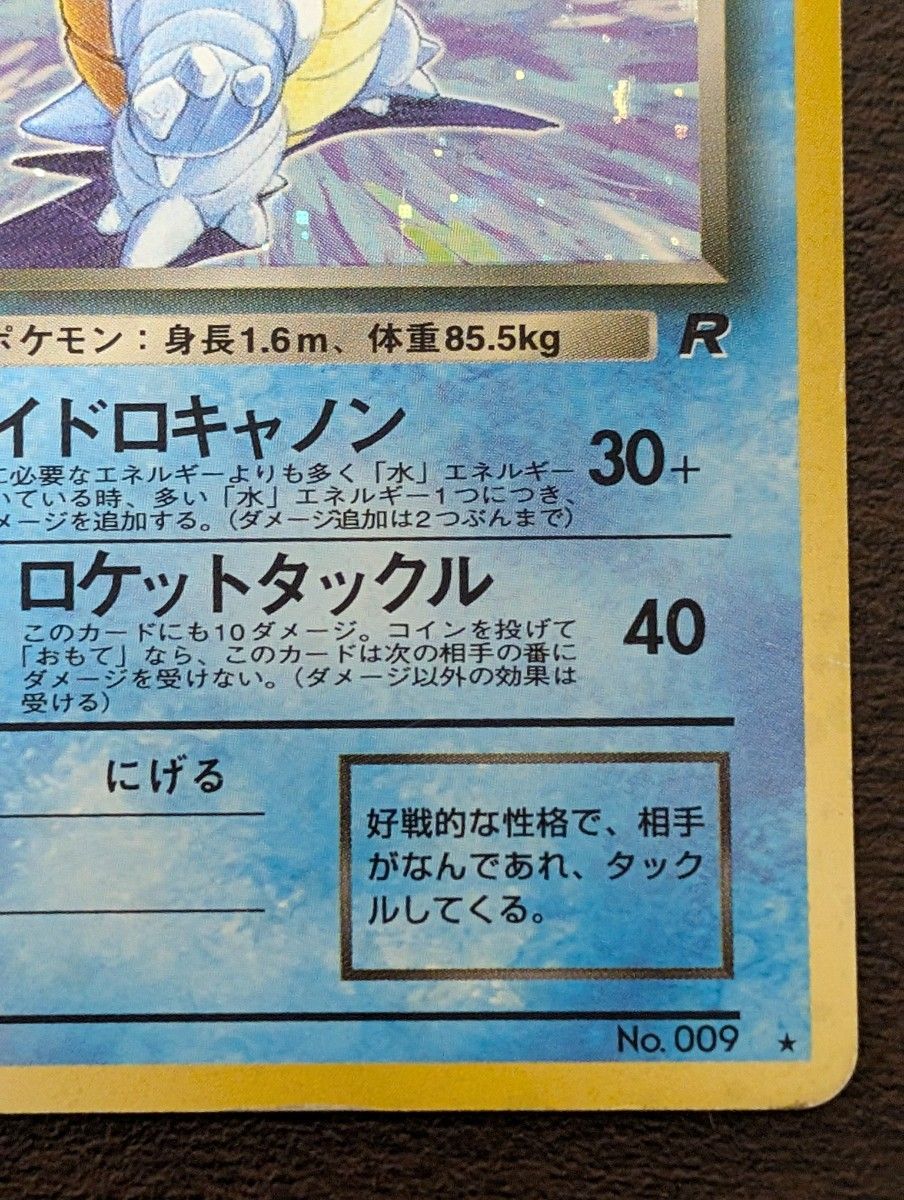 ポケモン：身長1.6m、体重85.5kg
R
イドロキャノン
30+
に必要なエネルギーよりも多く「水」エネルギー
いている時、多い「水」エネルギー1つにつき、
メージを追加する。（ダメージ追加は2つぶんまで）
ロケットタックル
40
このカードにも10ダメージ。コインを投げて
「おもて」なら、このカードは次の相手の番に
ダメージを受けない。（ダメージ以外の効果は
受ける）
にげる
好戦的な性格で、相手
がなんであれ、タック
ルしてくる。
No. 009 ★